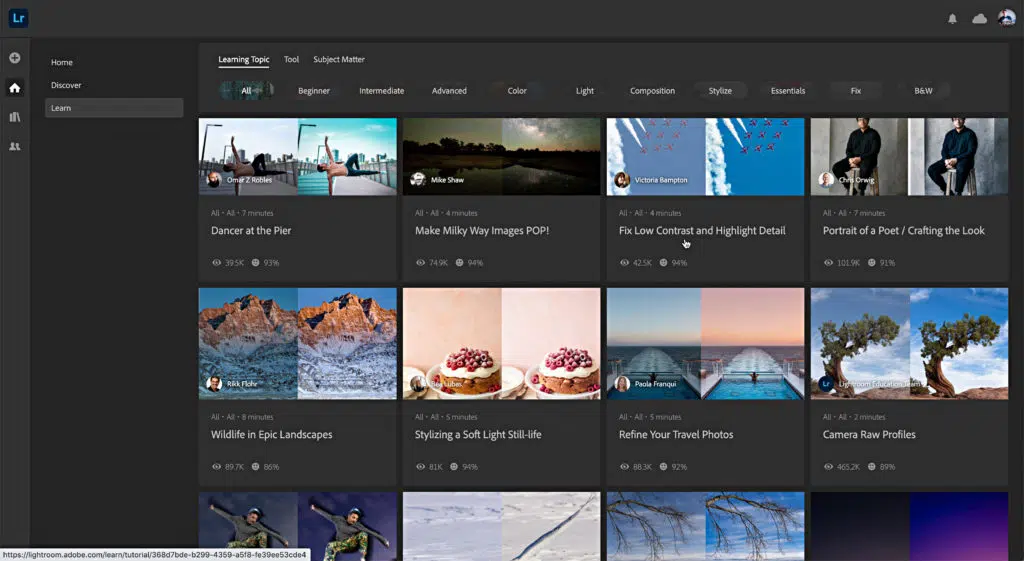 Lr
Home
Discover
Learn
Learning Topic Tool Subject Matter
All Beginner Intermediate Advanced Color Light Composition Stylize Essentials Fix B&W
Omar Z Robles
All • All • 7 minutes
Dancer at the Pier
39.5K 93%
Mike Shaw
All • All • 4 minutes
Make Milky Way Images POP!
74.9K 94%
Victoria Bampton
All • All • 4 minutes
Fix Low Contrast and Highlight Detail
42.5K 94%
Chris Orwig
All • All • 7 minutes
Portrait of a Poet / Crafting the Look
101.9K 91%
Rikk Flohr
All • All • 8 minutes
Wildlife in Epic Landscapes
89.7K 86%
Bea Lubas
All • All • 5 minutes
Stylizing a Soft Light Still-life
81K 94%
Paola Franqui
All • All • 5 minutes
Refine Your Travel Photos
88.3K 92%
Lr Lightroom Education Team
All • All • 2 minutes
Camera Raw Profiles
465.2K 89%
https://lightroom.adobe.com/learn/tutorial/368d7bde-b299-4359-a5f8-fe39ee53cde4